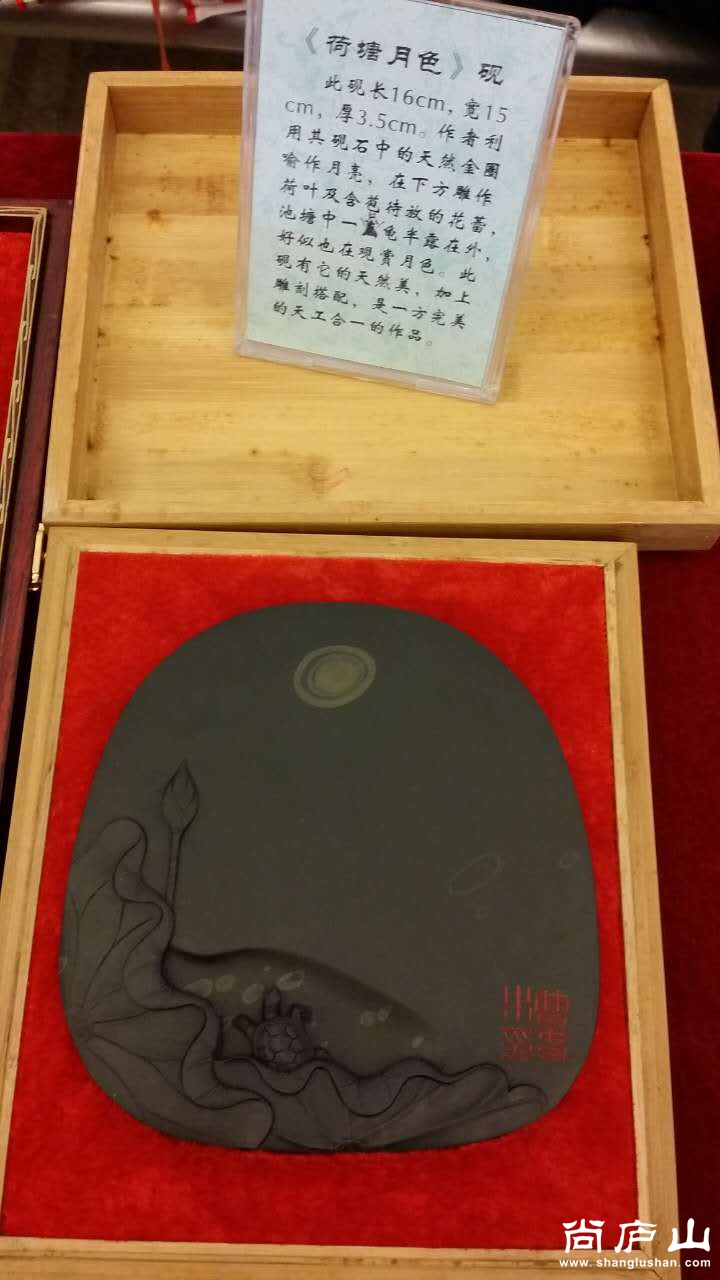 《荷塘月色》砚
此砚长16cm，宽15
cm，厚3.5cm。作者利
用其砚石中的天然金圈
喻作月亮，在下方雕作
荷叶及含苞待放的花蕾，
池塘中一龟半露在外，
好似也在观赏月色。此
砚有它的天然美，加上
雕刻搭配，是一方完美
的天工合一的作品。
尚庐山
www.shanglushan.com